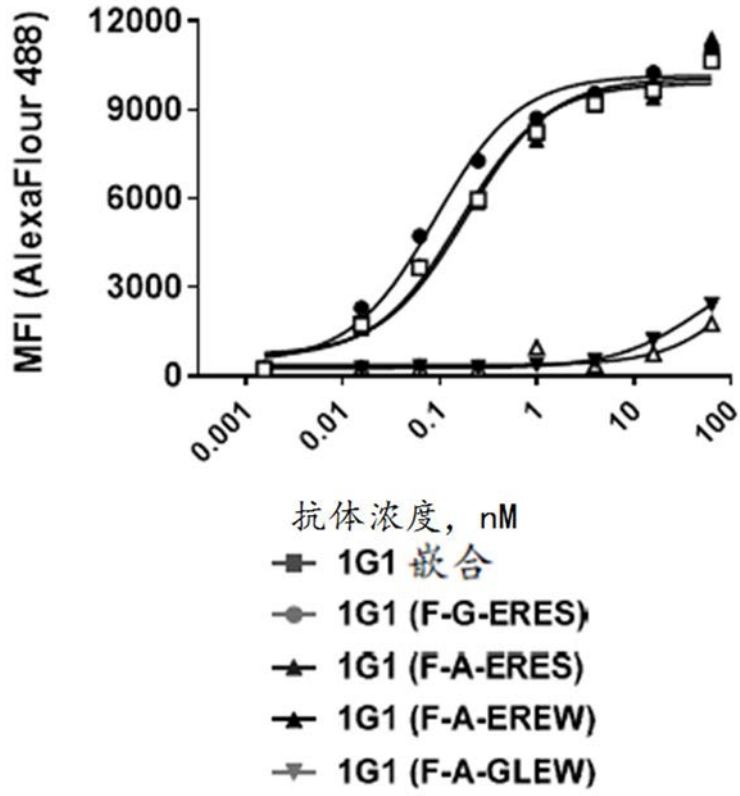 MFI (AlexaFlour 488)
12000
9000
6000
3000
0
0.001 0.01 0.1 1 10 100
抗体浓度，nM
1G1 嵌合
1G1 (F-G-ERES)
1G1 (F-A-ERES)
1G1 (F-A-EREW)
1G1 (F-A-GLEW)